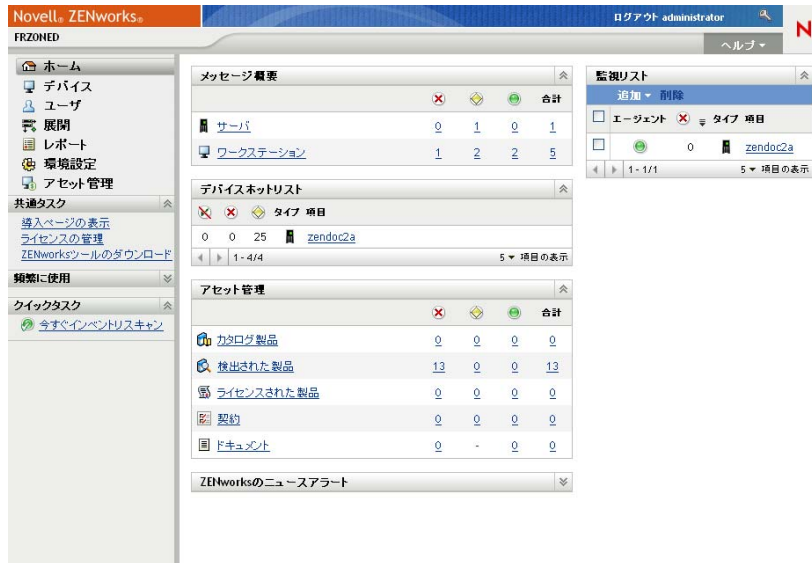 Novell® ZENworks®
ログアウト administrator
N
FRZONED
ヘルプ
ホーム
デバイス
ユーザ
展開
レポート
環境設定
アセット管理
共通タスク
導入ページの表示
ライセンスの管理
ZENworksツールのダウンロード
頻繁に使用
クイックタスク
今すぐインベントリスキャン
メッセージ概要
合計
サーバ 0 1 0 1
ワークステーション 1 2 2 5
デバイスホットリスト
タイプ 項目
0 0 25 zendoc2a
1 - 4/4 5 項目の表示
アセット管理
合計
カタログ製品 0 0 0 0
検出された製品 13 0 0 13
ライセンスされた製品 0 0 0 0
契約 0 0 0 0
ドキュメント 0 - 0 0
ZENworksのニュースアラート
監視リスト
追加 削除
エージェント タイプ 項目
0 zendoc2a
1 - 1/1 5 項目の表示